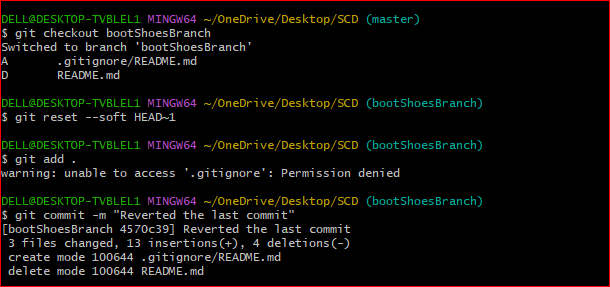 DELL@DESKTOP-TVBLEL1 MINGW64 ~/OneDrive/Desktop/SCD (master)
$ git checkout bootShoesBranch
Switched to branch 'bootShoesBranch'
A       .gitignore/README.md
D       README.md
DELL@DESKTOP-TVBLEL1 MINGW64 ~/OneDrive/Desktop/SCD (bootShoesBranch)
$ git reset --soft HEAD~1
DELL@DESKTOP-TVBLEL1 MINGW64 ~/OneDrive/Desktop/SCD (bootShoesBranch)
$ git add .
warning: unable to access '.gitignore': Permission denied
DELL@DESKTOP-TVBLEL1 MINGW64 ~/OneDrive/Desktop/SCD (bootShoesBranch)
$ git commit -m "Reverted the last commit"
[bootShoesBranch 4570c39] Reverted the last commit
 3 files changed, 13 insertions(+), 4 deletions(-)
 create mode 100644 .gitignore/README.md
 delete mode 100644 README.md